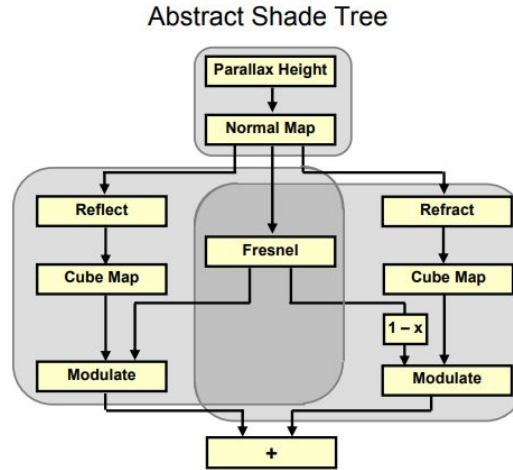 Abstract Shade Tree
Parallax Height
Normal Map
Reflect
Refract
Fresnel
Cube Map
Cube Map
1 – x
Modulate
Modulate
+